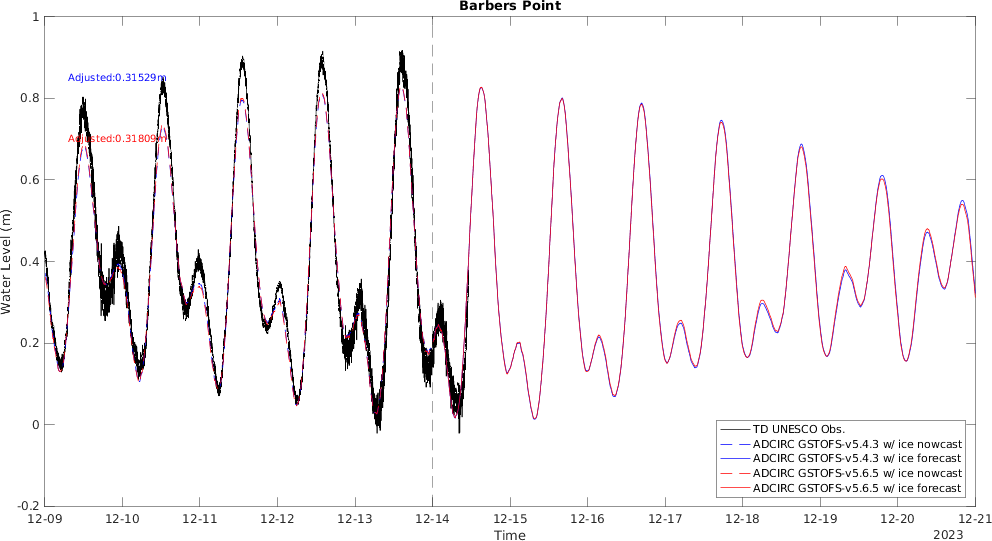 Barbers Point
1
0.8
0.6
0.4
0.2
0
-0.2
Water Level (m)
Adjusted:0.31529m
Adjusted:0.31809m
TD UNESCO Obs.
ADCIRC GSTOFS-v5.4.3 w/ ice nowcast
ADCIRC GSTOFS-v5.4.3 w/ ice forecast
ADCIRC GSTOFS-v5.6.5 w/ ice nowcast
ADCIRC GSTOFS-v5.6.5 w/ ice forecast
12-09 12-10 12-11 12-12 12-13 12-14 12-15 12-16 12-17 12-18 12-19 12-20 12-21
Time
2023